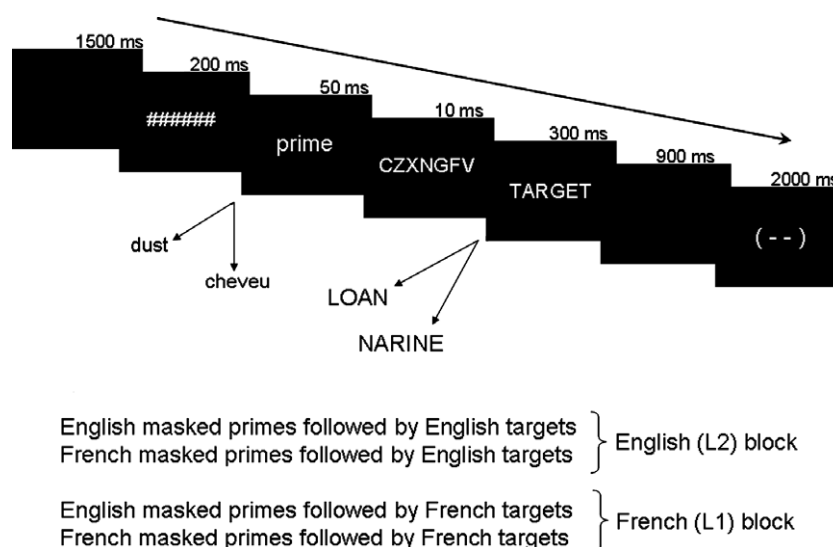 1500 ms
200 ms
######
50 ms
prime
10 ms
CZXNGFV
300 ms
TARGET
900 ms
2000 ms
( - - )
dust
cheveu
LOAN
NARINE
English masked primes followed by English targets
French masked primes followed by English targets
English (L2) block
English masked primes followed by French targets
French masked primes followed by French targets
French (L1) block